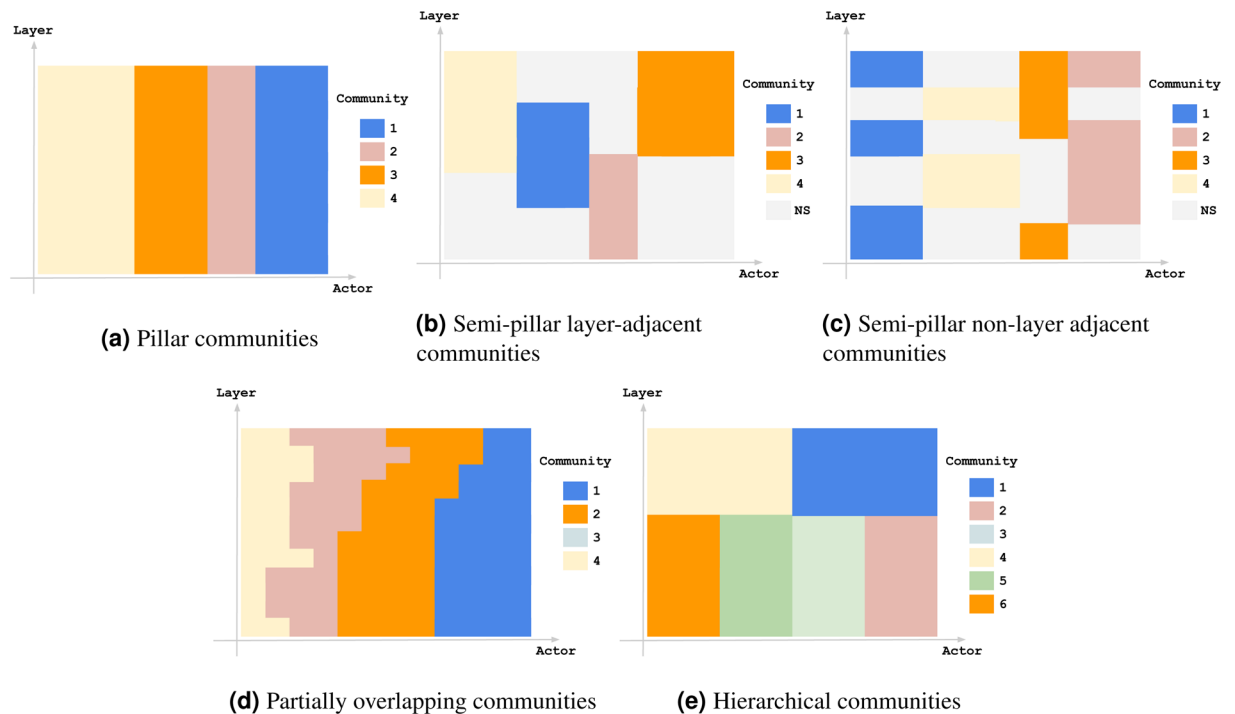 Layer
Community
1
2
3
4
Actor
(a) Pillar communities
Layer
Community
1
2
3
4
NS
Actor
(b) Semi-pillar layer-adjacent
communities
Layer
Community
1
2
3
4
NS
Actor
(c) Semi-pillar non-layer adjacent
communities
Layer
Community
1
2
3
4
Actor
(d) Partially overlapping communities
Layer
Community
1
2
3
4
5
6
Actor
(e) Hierarchical communities